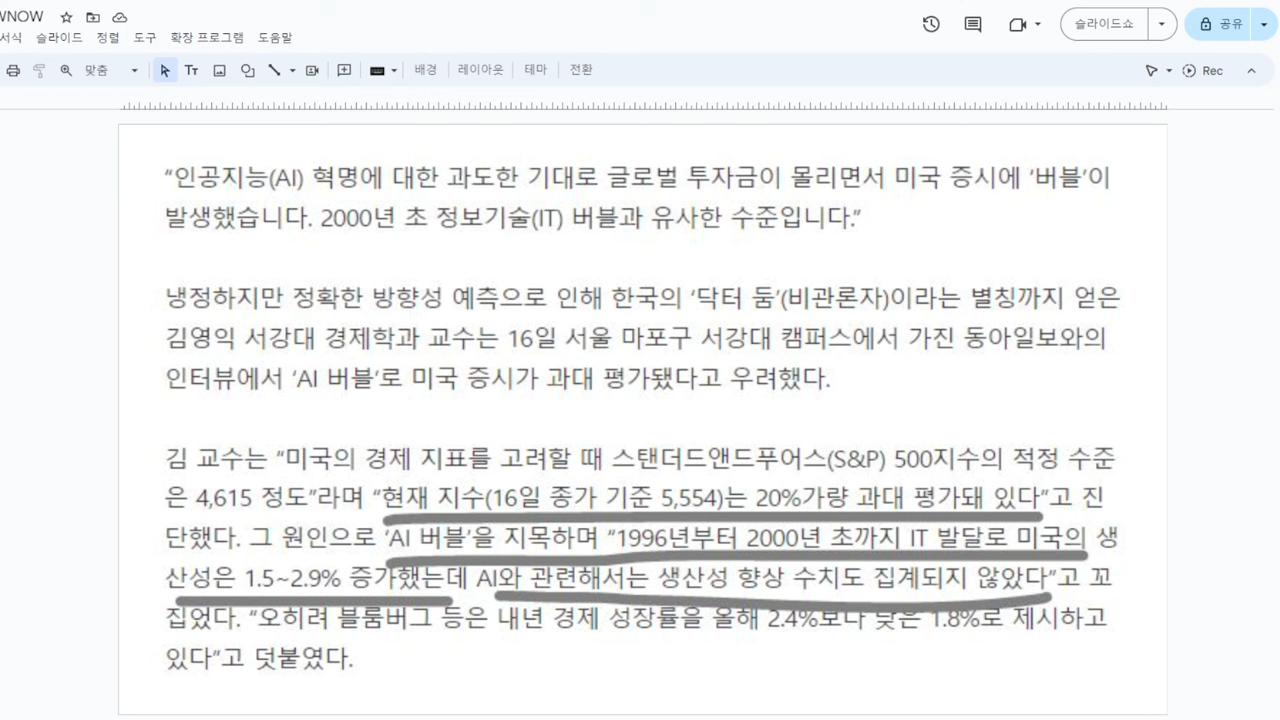 WNOW
서식 슬라이드 정렬 도구 확장 프로그램 도움말
슬라이드쇼
공유
맞춤
Tт
배경 레이아웃 테마 전환
Rec
“인공지능(AI) 혁명에 대한 과도한 기대로 글로벌 투자금이 몰리면서 미국 증시에 ‘버블’이
발생했습니다. 2000년 초 정보기술(IT) 버블과 유사한 수준입니다.”
냉정하지만 정확한 방향성 예측으로 인해 한국의 ‘닥터 둠’(비관론자)이라는 별칭까지 얻은
김영익 서강대 경제학과 교수는 16일 서울 마포구 서강대 캠퍼스에서 가진 동아일보와의
인터뷰에서 ‘AI 버블’로 미국 증시가 과대 평가됐다고 우려했다.
김 교수는 “미국의 경제 지표를 고려할 때 스탠더드앤드푸어스(S&P) 500지수의 적정 수준
은 4,615 정도”라며 “현재 지수(16일 종가 기준 5,554)는 20%가량 과대 평가돼 있다”고 진
단했다. 그 원인으로 ‘AI 버블’을 지목하며 “1996년부터 2000년 초까지 IT 발달로 미국의 생
산성은 1.5~2.9% 증가했는데 AI와 관련해서는 생산성 향상 수치도 집계되지 않았다”고 꼬
집었다. “오히려 블룸버그 등은 내년 경제 성장률을 올해 2.4%보다 낮은 1.8%로 제시하고
있다”고 덧붙였다.